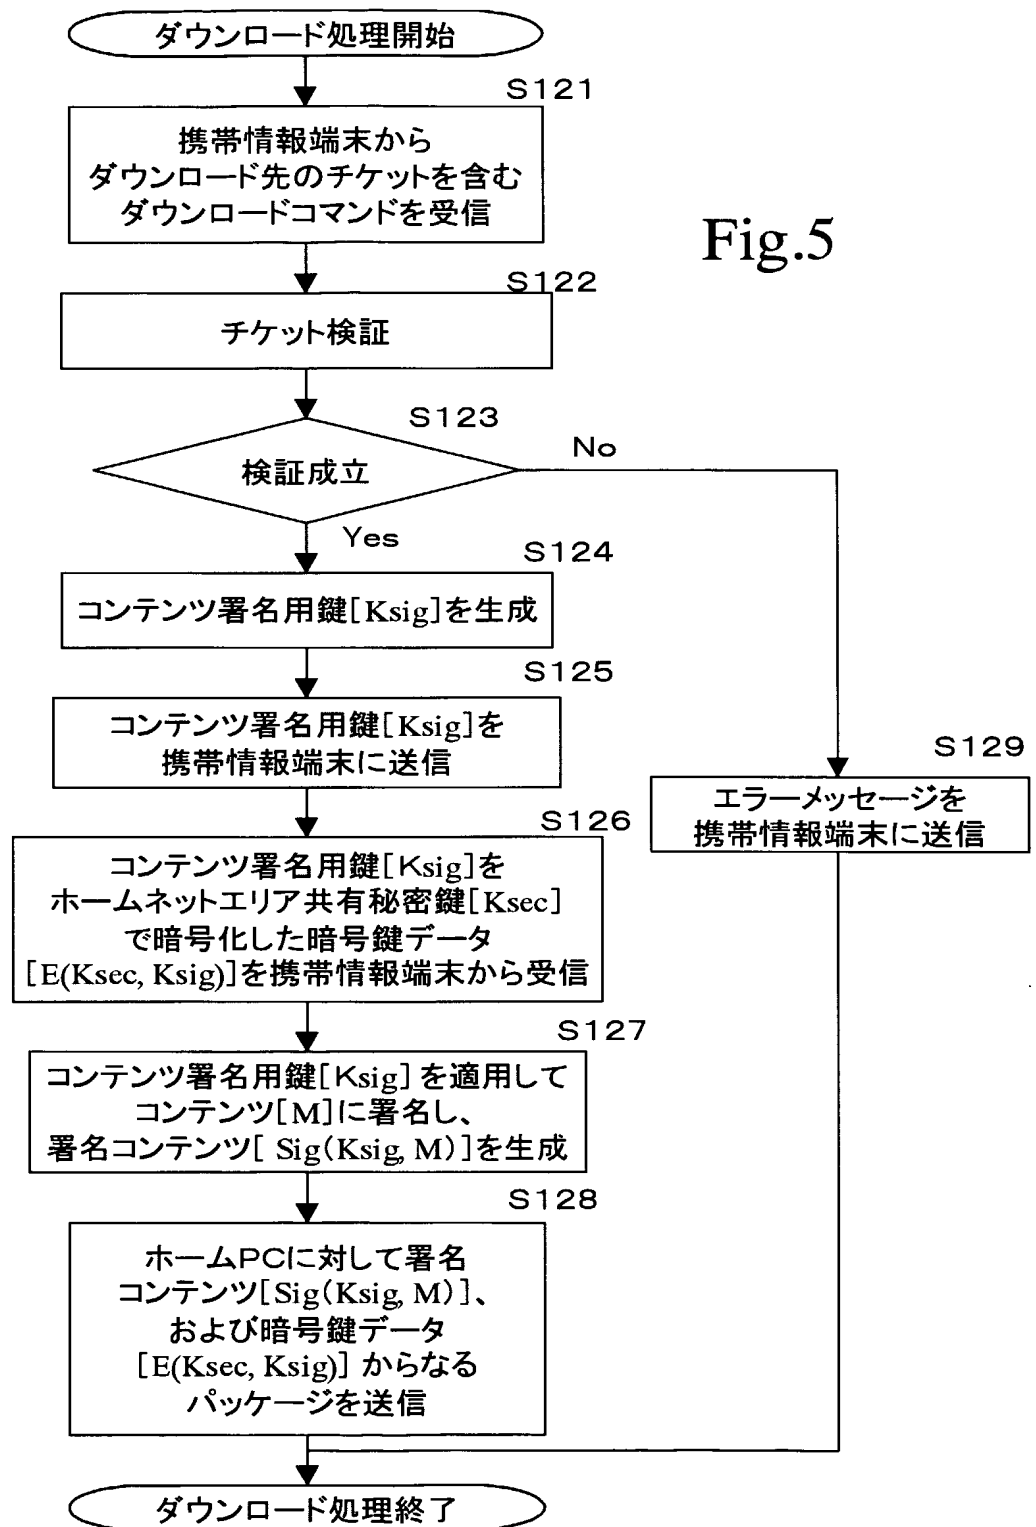 ダウンロード処理開始
S121
携帯情報端末から
ダウンロード先のチケットを含む
ダウンロードコマンドを受信
Fig.5
S122
チケット検証
S123
検証成立
No
Yes
S124
コンテンツ署名用鍵[Ksig]を生成
S125
コンテンツ署名用鍵[Ksig]を
携帯情報端末に送信
S129
エラーメッセージを
携帯情報端末に送信
S126
コンテンツ署名用鍵[Ksig]を
ホームネットエリア共有秘密鍵[Ksec]
で暗号化した暗号鍵データ
[E(Ksec, Ksig)]を携帯情報端末から受信
S127
コンテンツ署名用鍵[Ksig]を適用して
コンテンツ[M]に署名し、
署名コンテンツ[ Sig(Ksig, M)]を生成
S128
ホームPCに対して署名
コンテンツ[Sig(Ksig, M)]、
および暗号鍵データ
[E(Ksec, Ksig)] からなる
パッケージを送信
ダウンロード処理終了